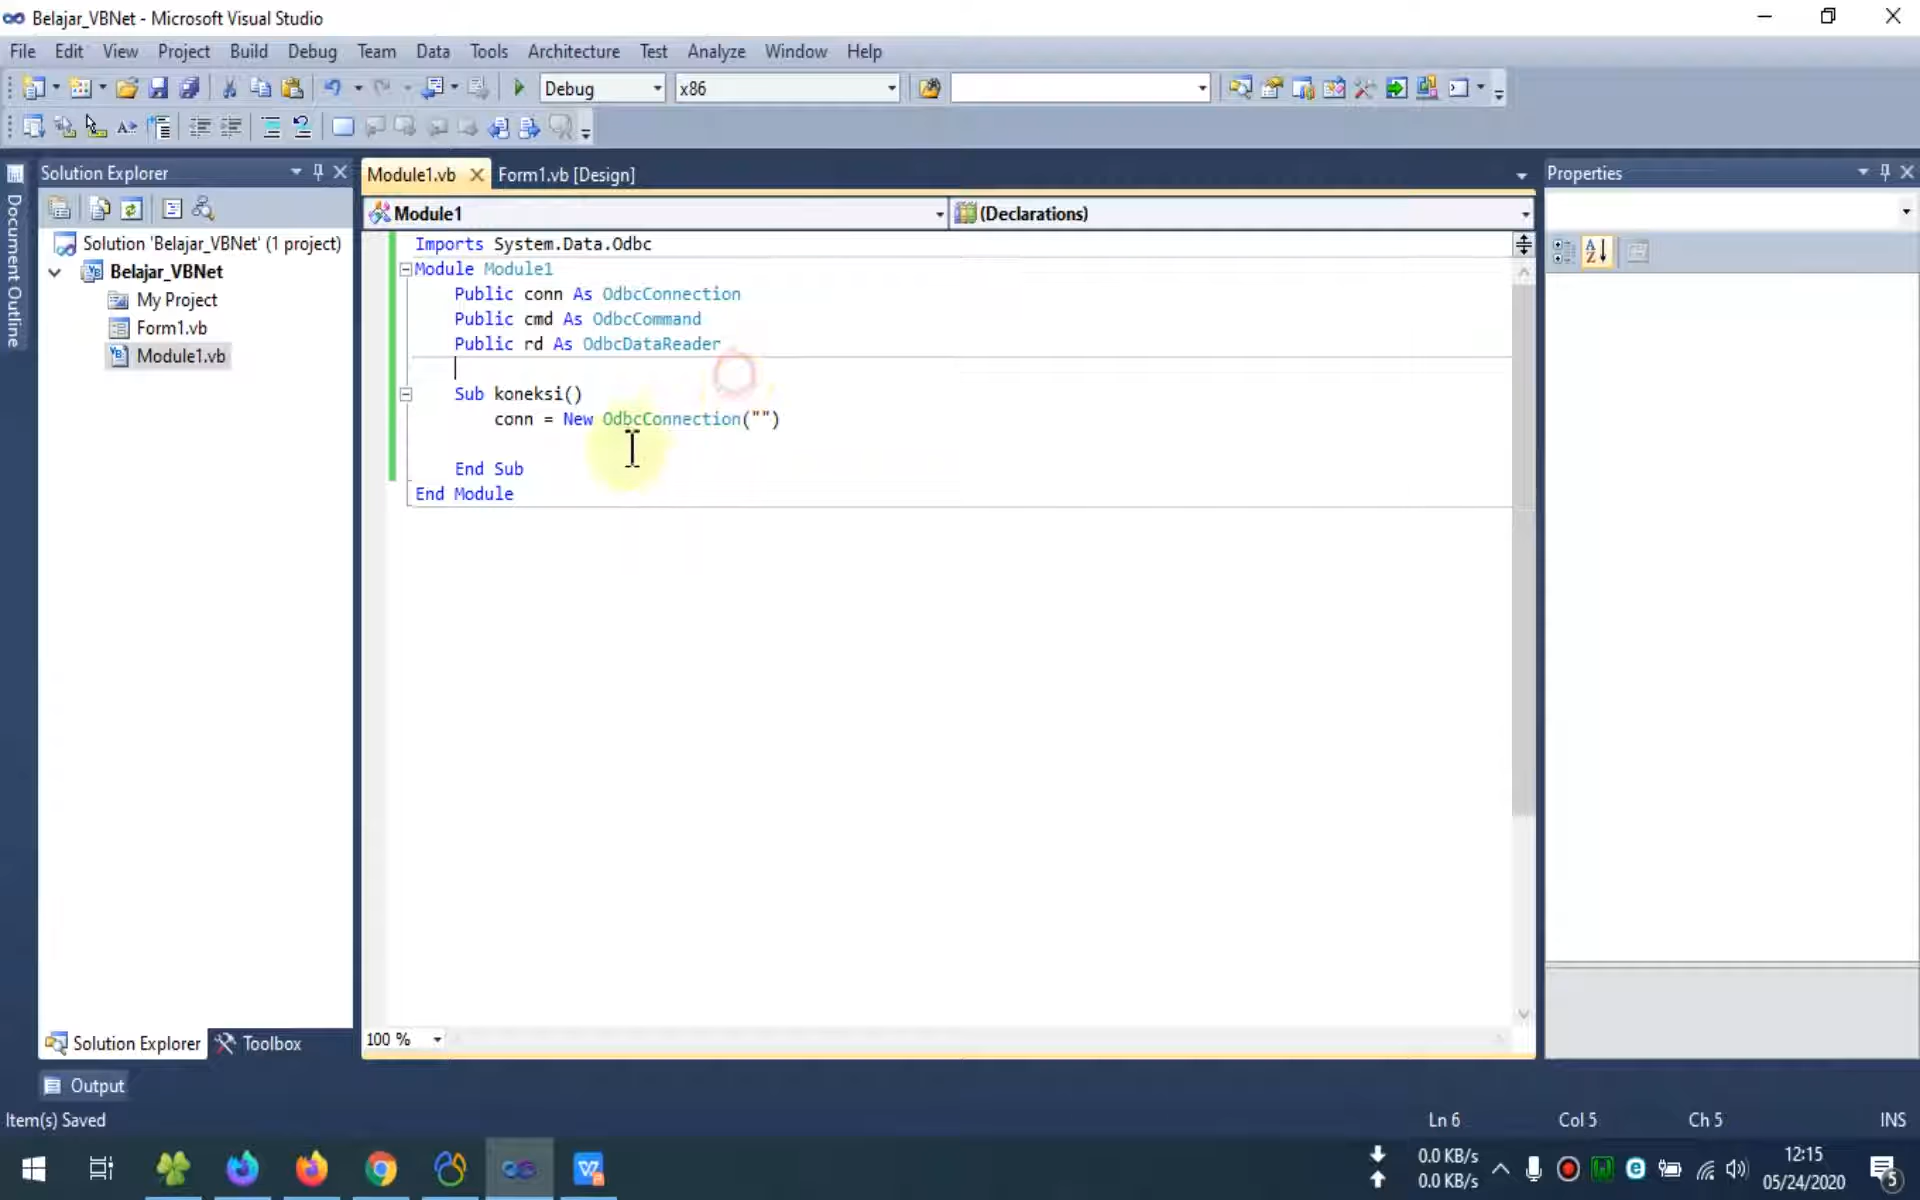 Belajar_VBNet - Microsoft Visual Studio
File Edit View Project Build Debug Team Data Tools Architecture Test Analyze Window Help
Debug x86
Document Outline
Solution Explorer
Solution 'Belajar_VBNet' (1 project)
Belajar_VBNet
My Project
Form1.vb
Module1.vb
Solution Explorer Toolbox
Module1.vb Form1.vb [Design]
Module1 (Declarations)
Imports System.Data.Odbc
Module Module1
Public conn As OdbcConnection
Public cmd As OdbcCommand
Public rd As OdbcDataReader
Sub koneksi()
conn = New OdbcConnection("")
End Sub
End Module
100 %
Properties
Output
Item(s) Saved Ln 6 Col 5 Ch 5 INS
0.0 KB/s
0.0 KB/s
12:15
05/24/2020
5